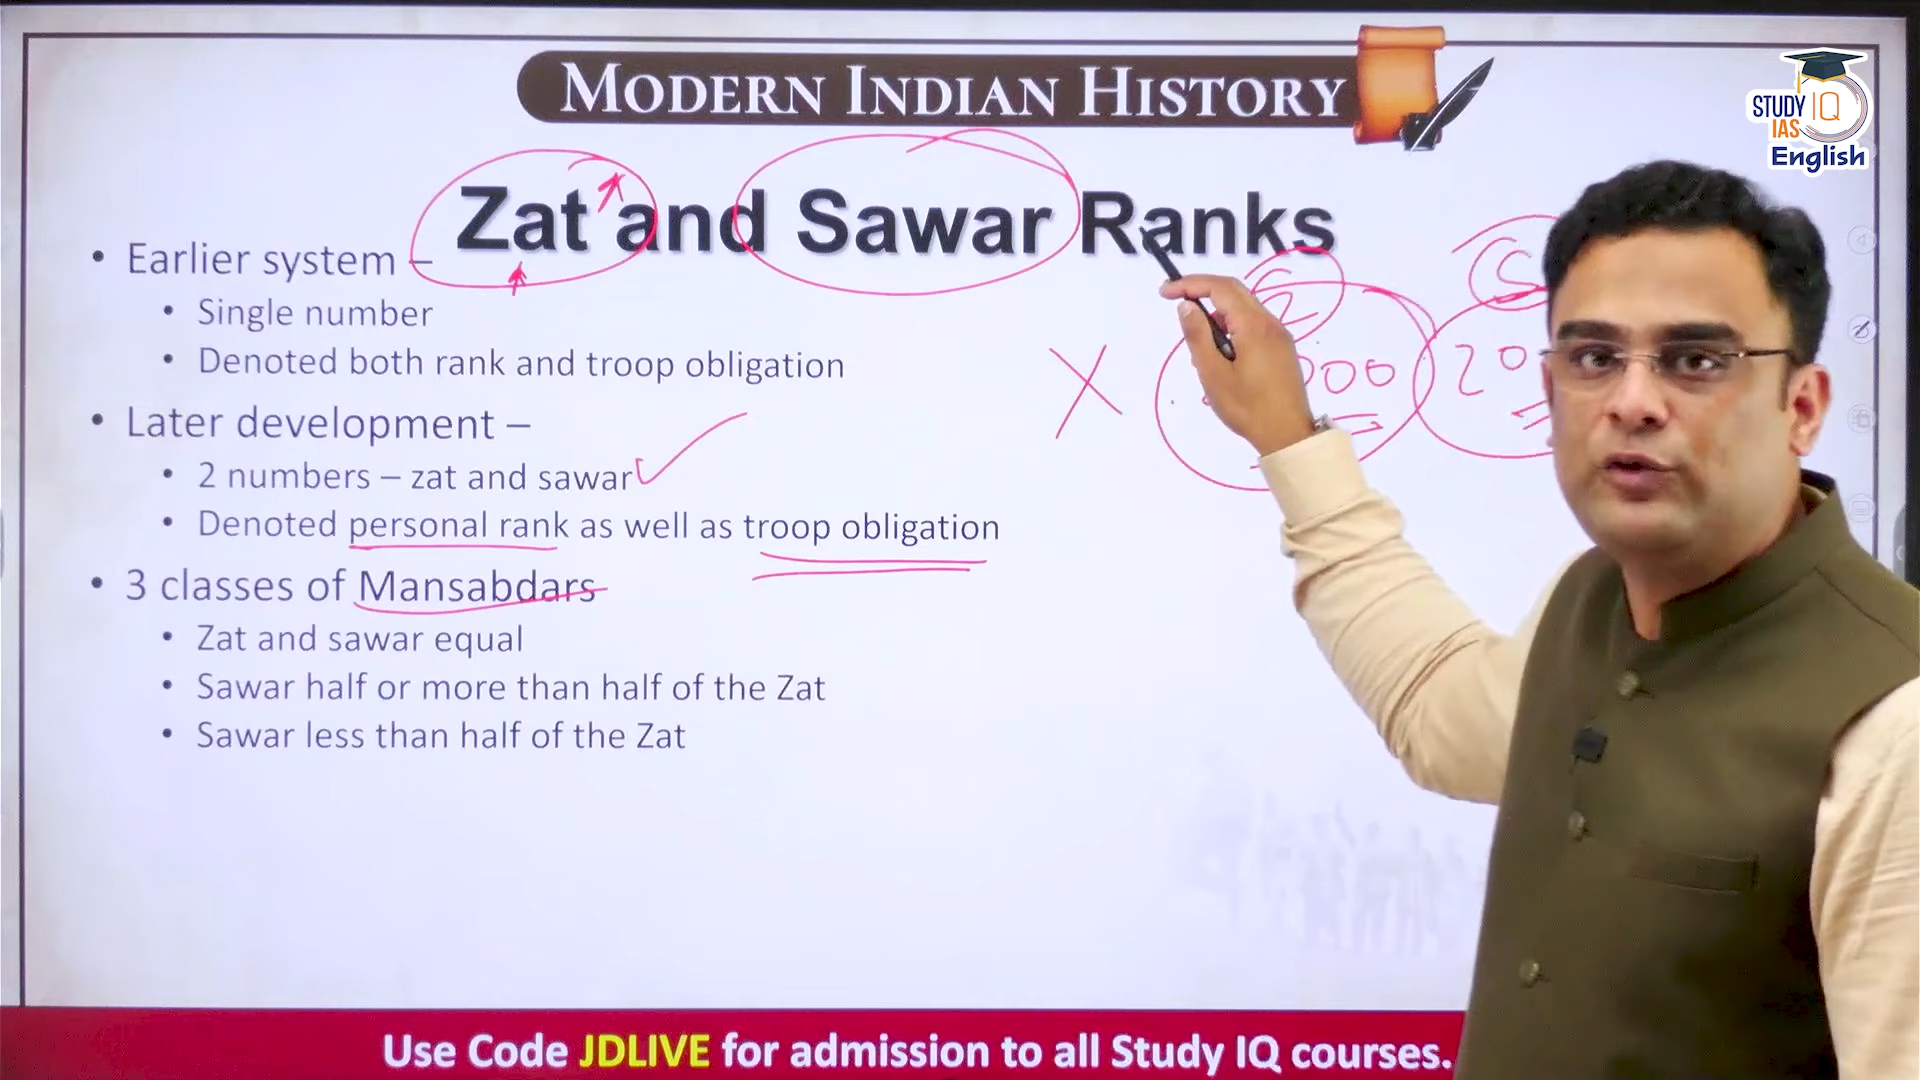 MODERN INDIAN HISTORY
STUDY IQ
IAS
English
Zat and Sawar Ranks
• Earlier system –
• Single number
• Denoted both rank and troop obligation
• Later development –
• 2 numbers – zat and sawar
• Denoted personal rank as well as troop obligation
• 3 classes of Mansabdars
• Zat and sawar equal
• Sawar half or more than half of the Zat
• Sawar less than half of the Zat
Use Code JDLIVE for admission to all Study IQ courses.